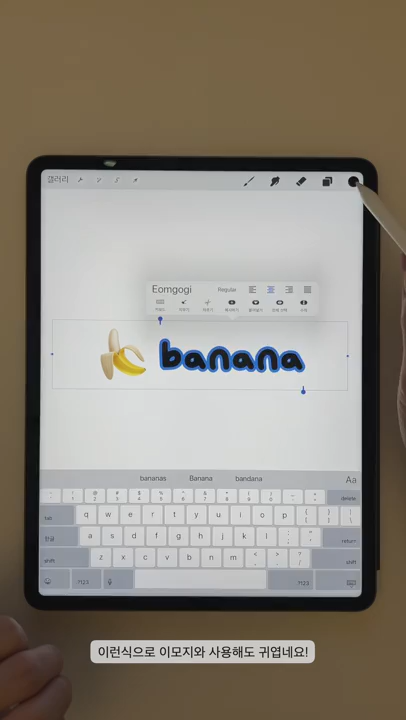 갤러리
Eomgogi Regular
banana
bananas Banana bandana Aa
delete
tab q w e r t y u i o p
한글 a s d f g h j k l return
shift z x c v b n m shift
.?123 .?123
이런식으로 이모지와 사용해도 귀엽네요!